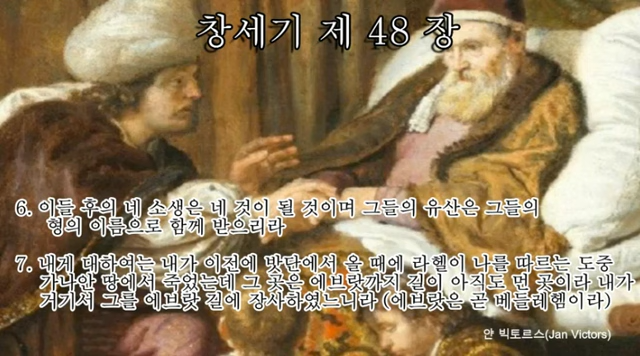 창세기 제 48 장
6. 이들 후의 네 소생은 네 것이 될 것이며 그들의 유산은 그들의
형의 이름으로 함께 받으리라
7. 내게 대하여는 내가 이전에 밧단에서 올 때에 라헬이 나를 따르는 도중
가나안 땅에서 죽었는데 그 곳은 에브랏까지 길이 아직도 먼 곳이라 내가
거기서 그를 에브랏 길에 장사하였느니라 (에브랏은 곧 베들레헴이라)
얀 빅토르스(Jan Victors)